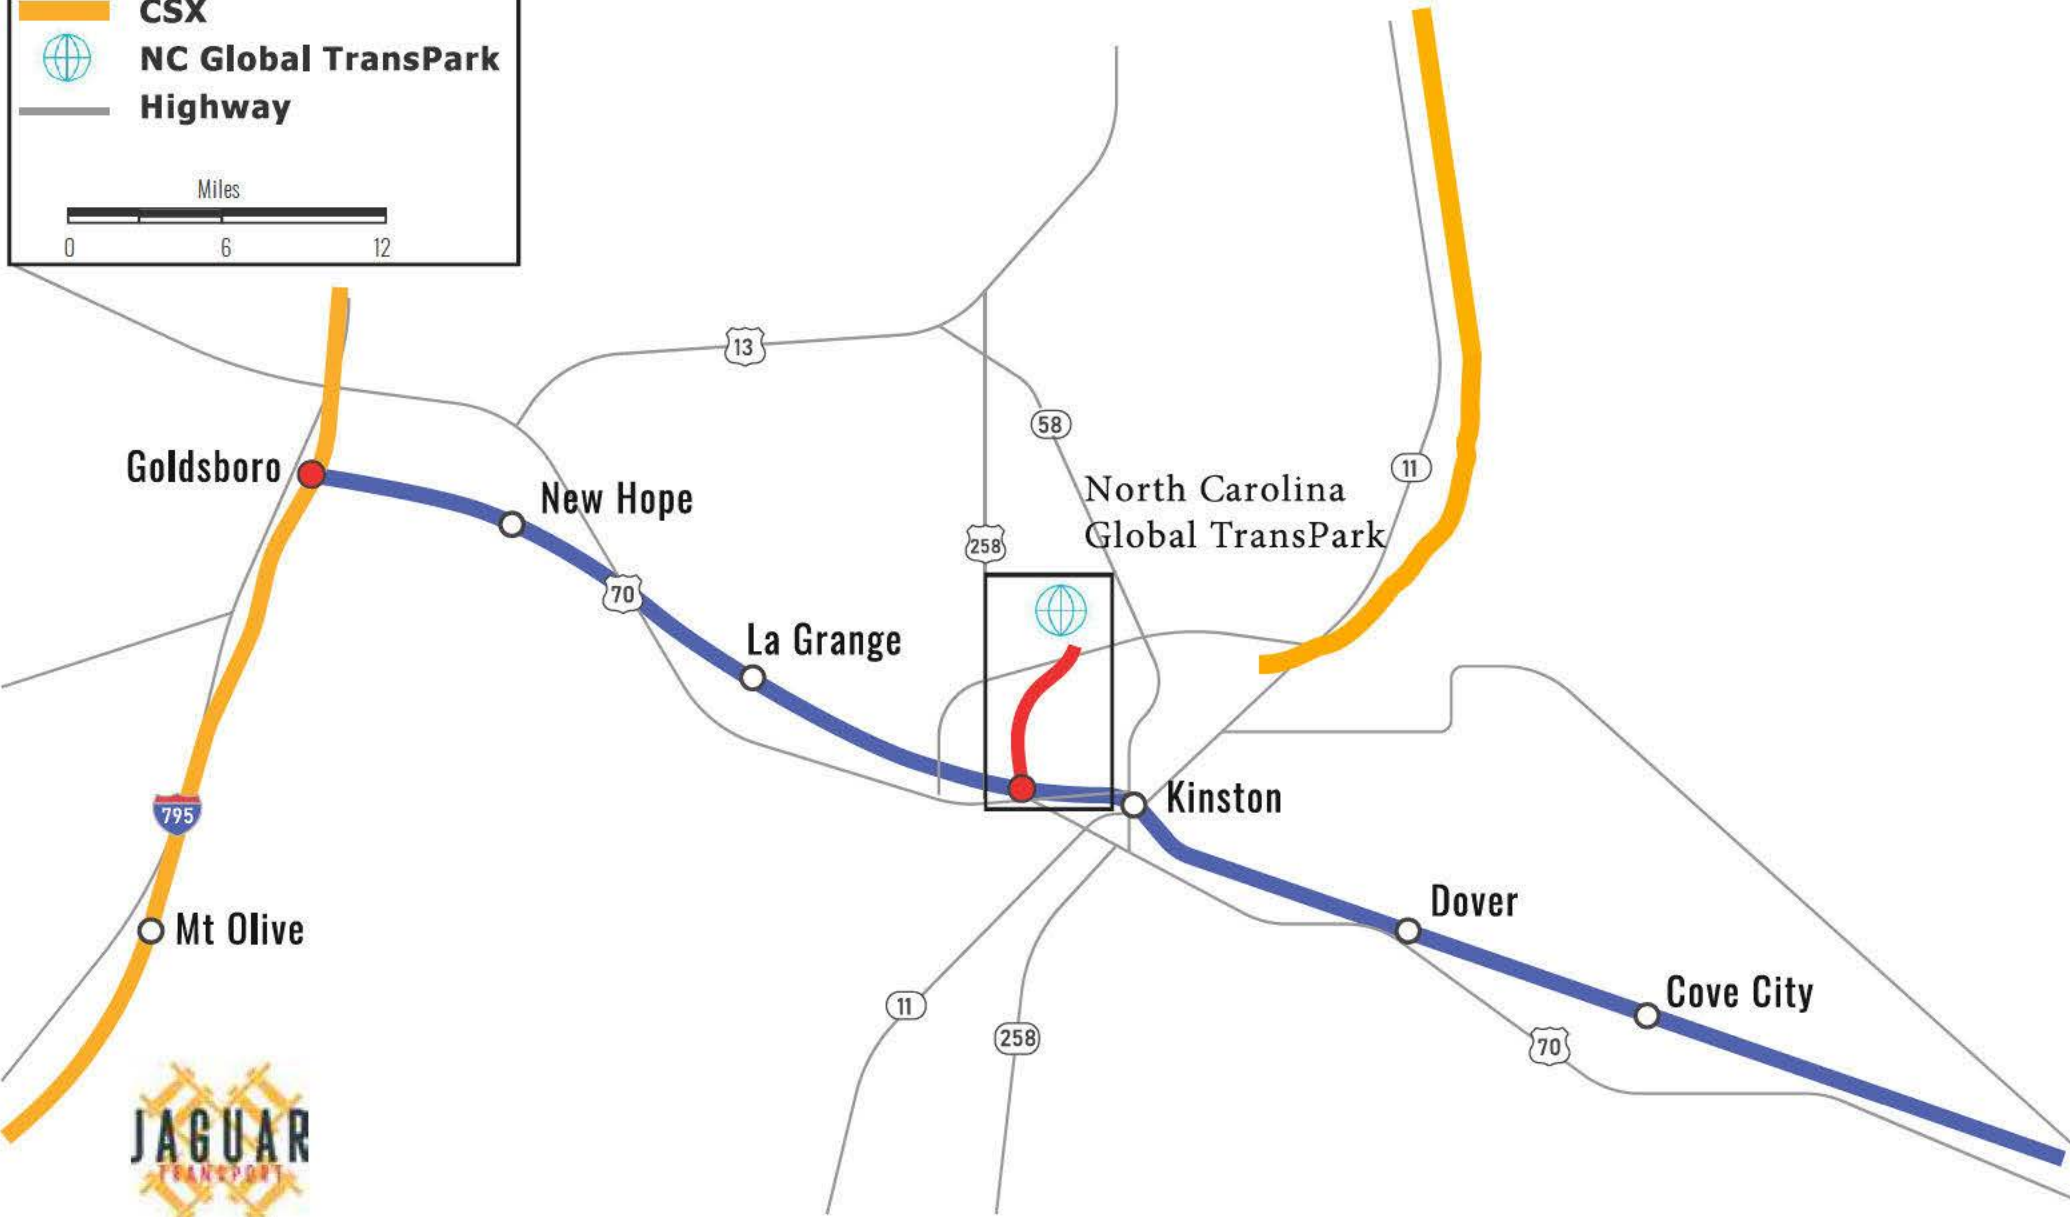 CSX
NC Global TransPark
Highway
Miles
0 6 12
13
58
Goldsboro
New Hope
11
North Carolina
Global TransPark
258
70
La Grange
795
Kinston
Mt Olive
Dover
Cove City
11
258
70
JAGUAR
TRANSPORT